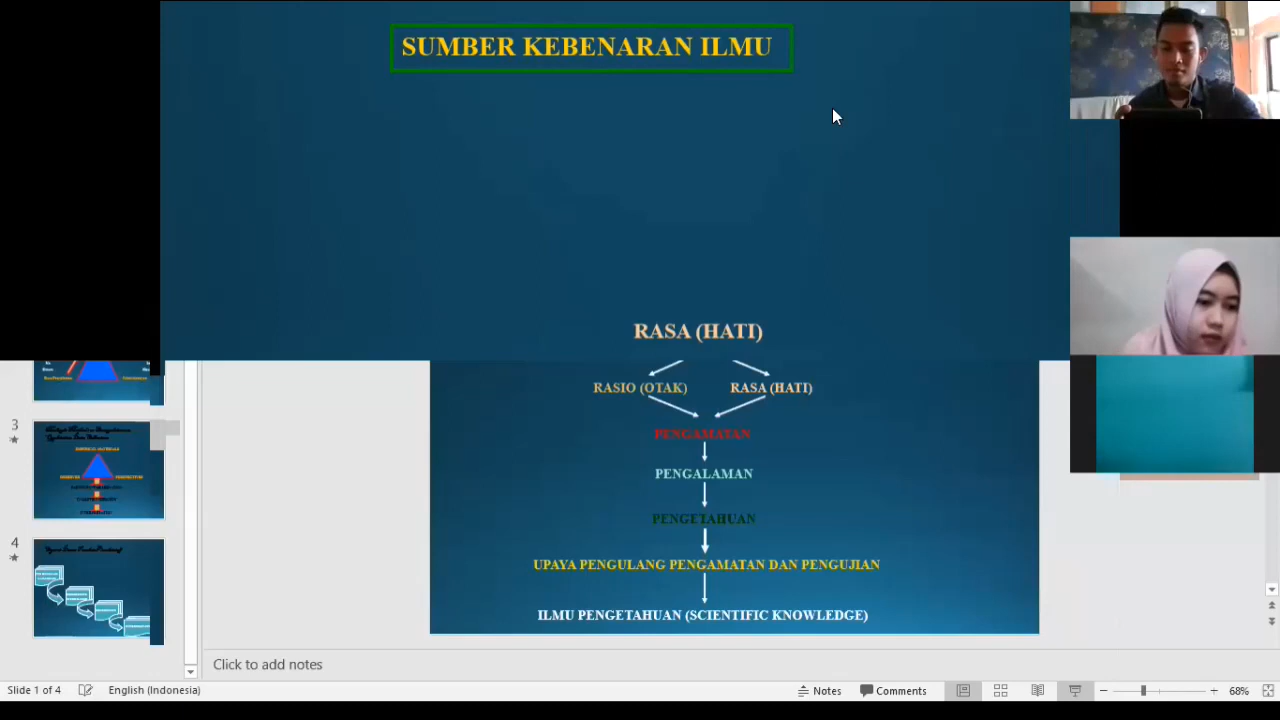 SUMBER KEBENARAN ILMU
RASA (HATI)
RASIO (OTAK) RASA (HATI)
PENGAMATAN
PENGALAMAN
PENGETAHUAN
UPAYA PENGULANG PENGAMATAN DAN PENGUJIAN
ILMU PENGETAHUAN (SCIENTIFIC KNOWLEDGE)
3
4
Click to add notes
Slide 1 of 4 English (Indonesia) Notes Comments 68%